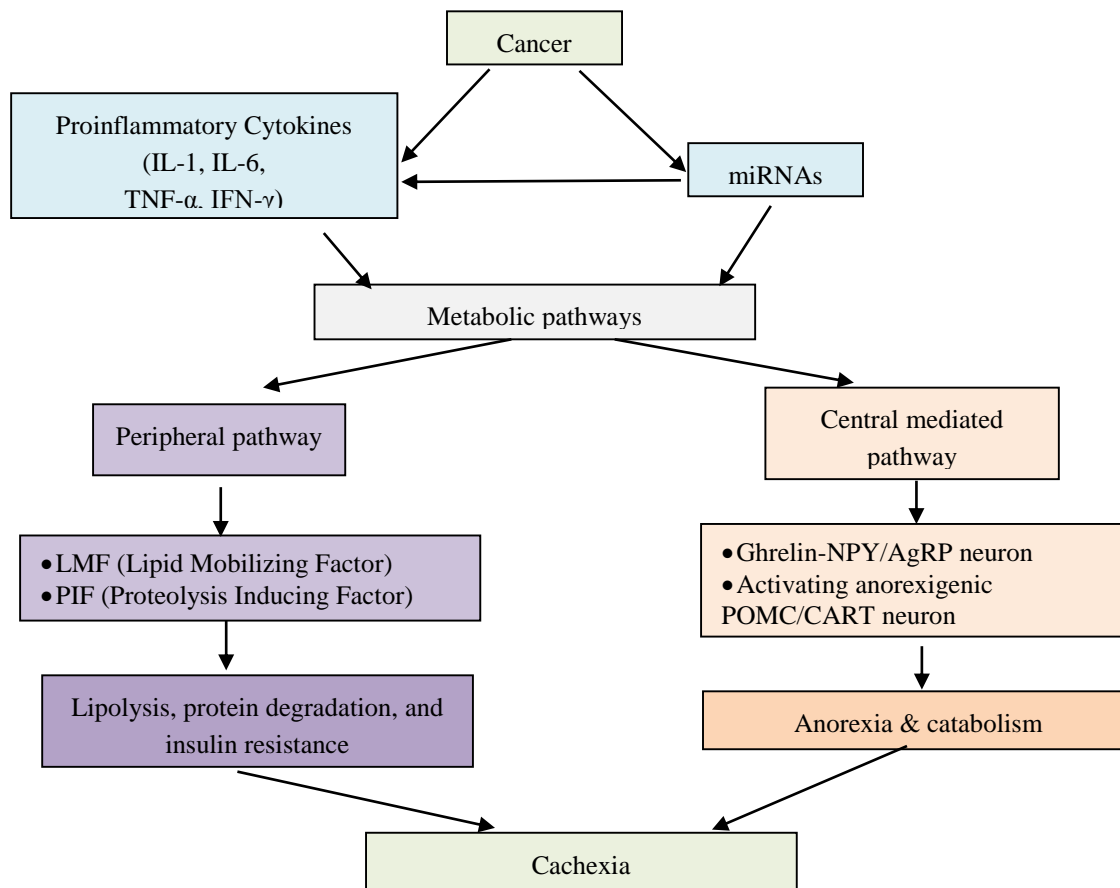 Cancer
Proinflammatory Cytokines
(IL-1, IL-6,
TNF-α, IFN-γ)
miRNAs
Metabolic pathways
Peripheral pathway
Central mediated
pathway
•LMF (Lipid Mobilizing Factor)
•PIF (Proteolysis Inducing Factor)
•Ghrelin-NPY/AgRP neuron
•Activating anorexigenic
POMC/CART neuron
Lipolysis, protein degradation, and
insulin resistance
Anorexia & catabolism
Cachexia